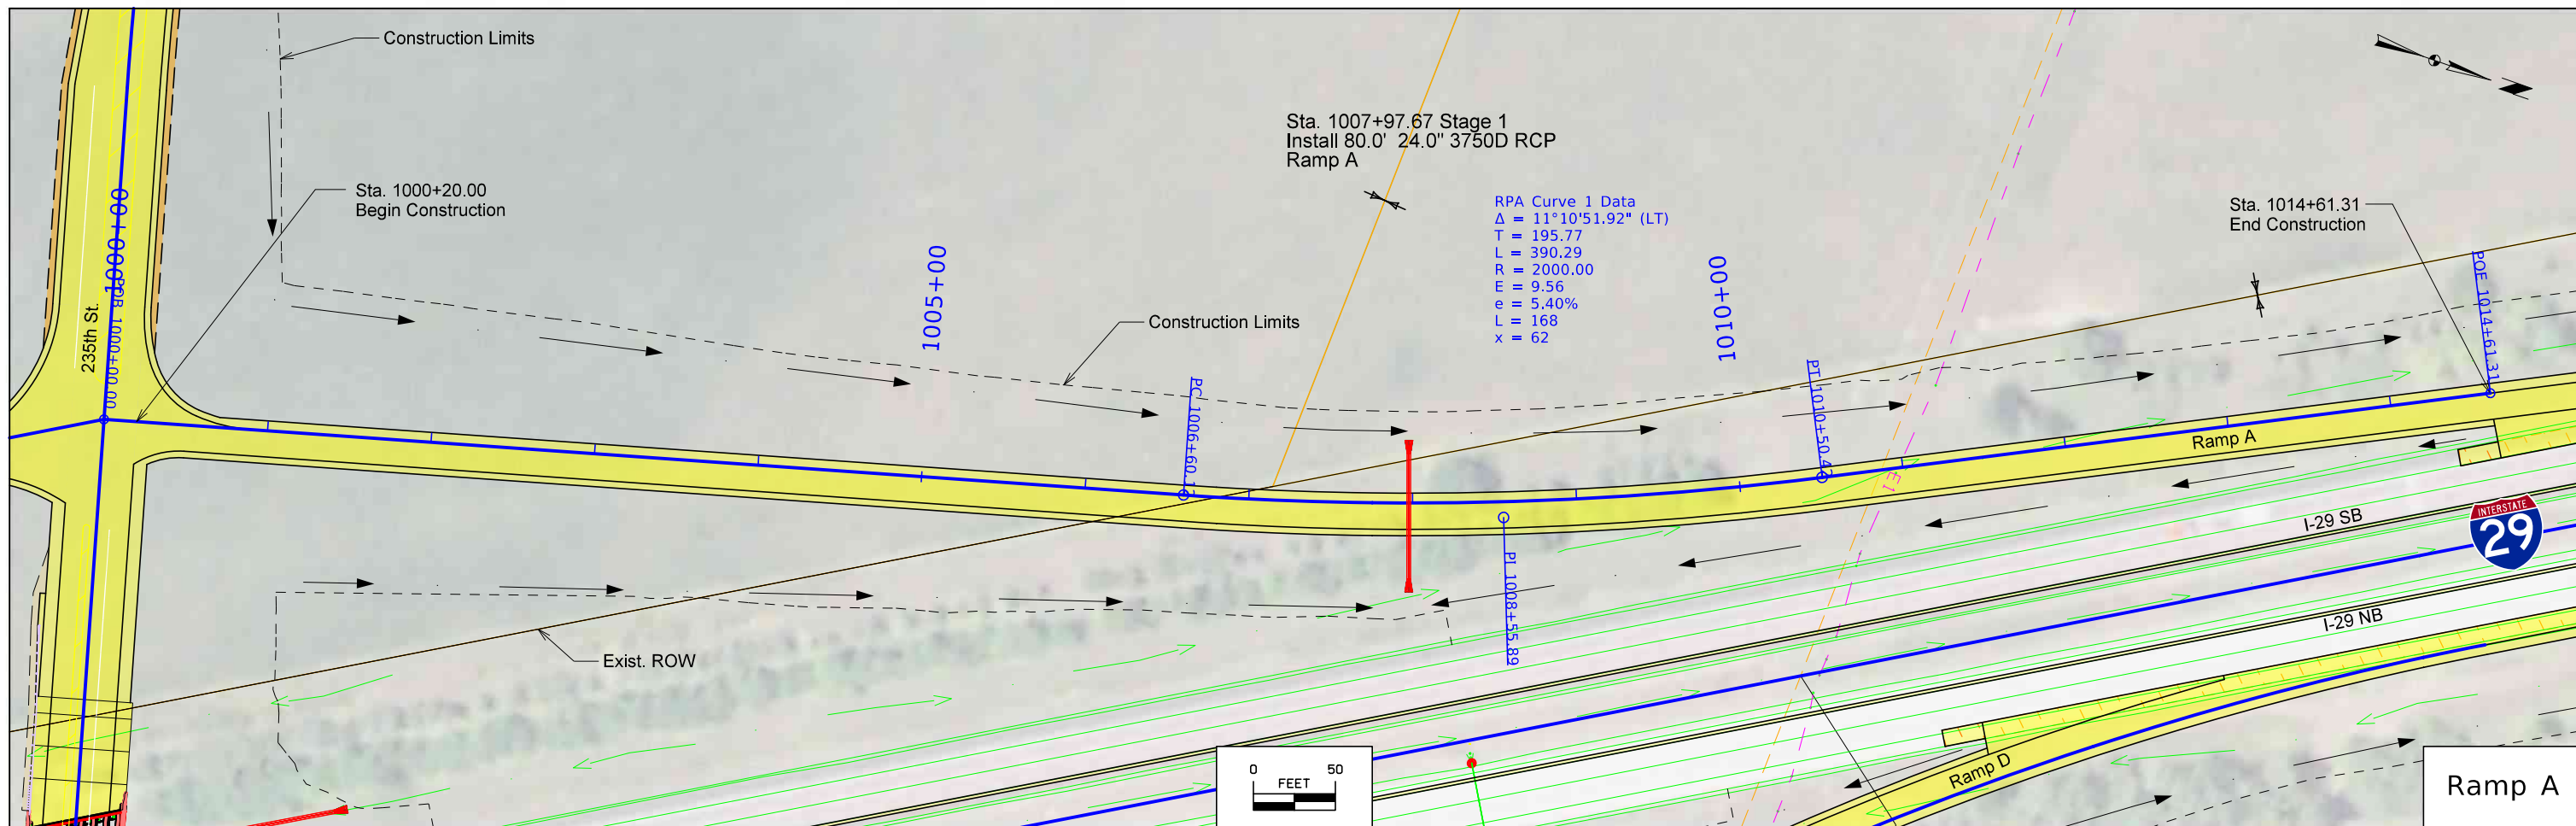 Construction Limits
Sta. 1000+20.00
Begin Construction
1000+00
POB 1000+00.00
235th St.
1005+00
Construction Limits
PC 1006+60.1
Sta. 1007+97.67 Stage 1
Install 80.0' 24.0" 3750D RCP
Ramp A
RPA Curve 1 Data
Δ = 11°10'51.92" (LT)
T = 195.77
L = 390.29
R = 2000.00
E = 9.56
e = 5.40%
L = 168
x = 62
1010+00
PT 1010+50.4
Sta. 1014+61.31
End Construction
POE 1014+61.31
Ramp A
PI 1008+55.89
Exist. ROW
I-29 SB
INTERSTATE
29
I-29 NB
Ramp D
0 50
FEET
Ramp A